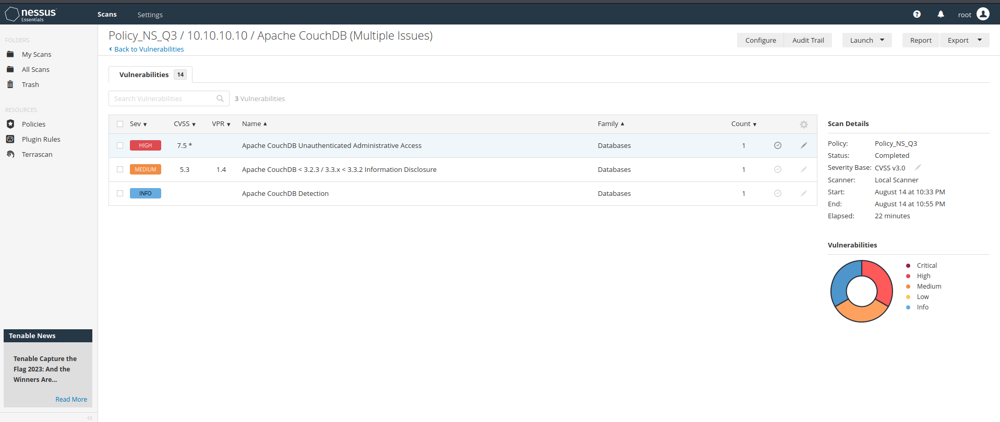 nessus
Essentials
Scans
Settings
root
FOLDERS
My Scans
All Scans
Trash
RESOURCES
Policies
Plugin Rules
Terrascan
Tenable News
Tenable Capture the
Flag 2023: And the
Winners Are...
Read More
Policy_NS_Q3 / 10.10.10.10 / Apache CouchDB (Multiple Issues)
Back to Vulnerabilities
Configure
Audit Trail
Launch
Report
Export
Vulnerabilities 14
Search Vulnerabilities
3 Vulnerabilities
Sev CVSS VPR Name Family Count
HIGH 7.5 * Apache CouchDB Unauthenticated Administrative Access Databases 1
MEDIUM 5.3 1.4 Apache CouchDB < 3.2.3 / 3.3.x < 3.3.2 Information Disclosure Databases 1
INFO Apache CouchDB Detection Databases 1
Scan Details
Policy: Policy_NS_Q3
Status: Completed
Severity Base: CVSS v3.0
Scanner: Local Scanner
Start: August 14 at 10:33 PM
End: August 14 at 10:55 PM
Elapsed: 22 minutes
Vulnerabilities
Critical
High
Medium
Low
Info